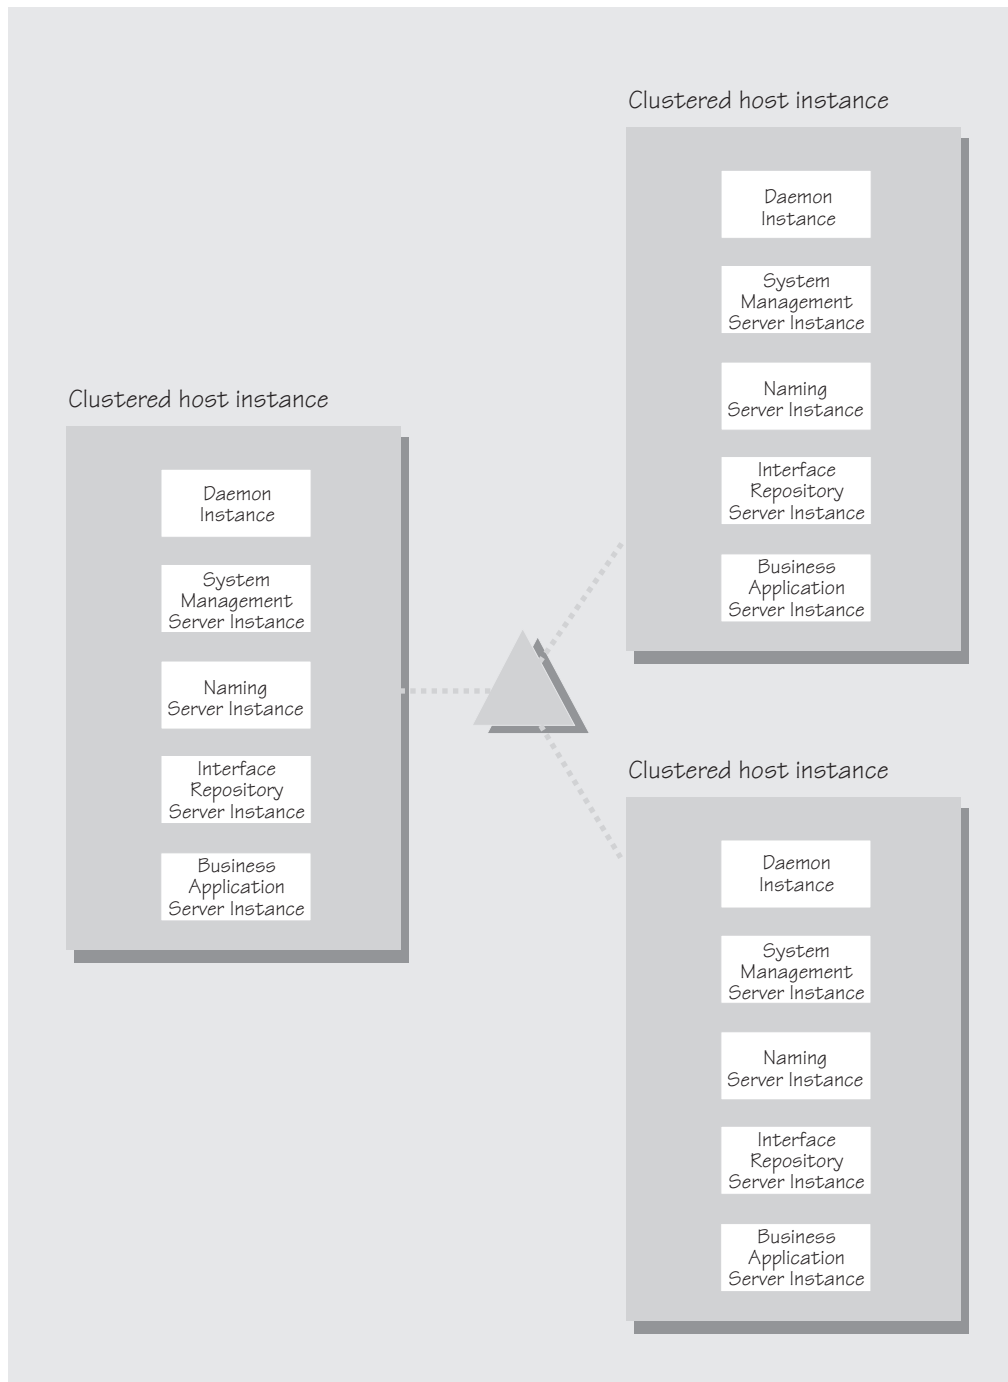 Clustered host instance
Daemon
Instance
System
Management
Server Instance
Naming
Server Instance
Interface
Repository
Server Instance
Business
Application
Server Instance
Clustered host instance
Daemon
Instance
System
Management
Server Instance
Naming
Server Instance
Interface
Repository
Server Instance
Business
Application
Server Instance
Clustered host instance
Daemon
Instance
System
Management
Server Instance
Naming
Server Instance
Interface
Repository
Server Instance
Business
Application
Server Instance